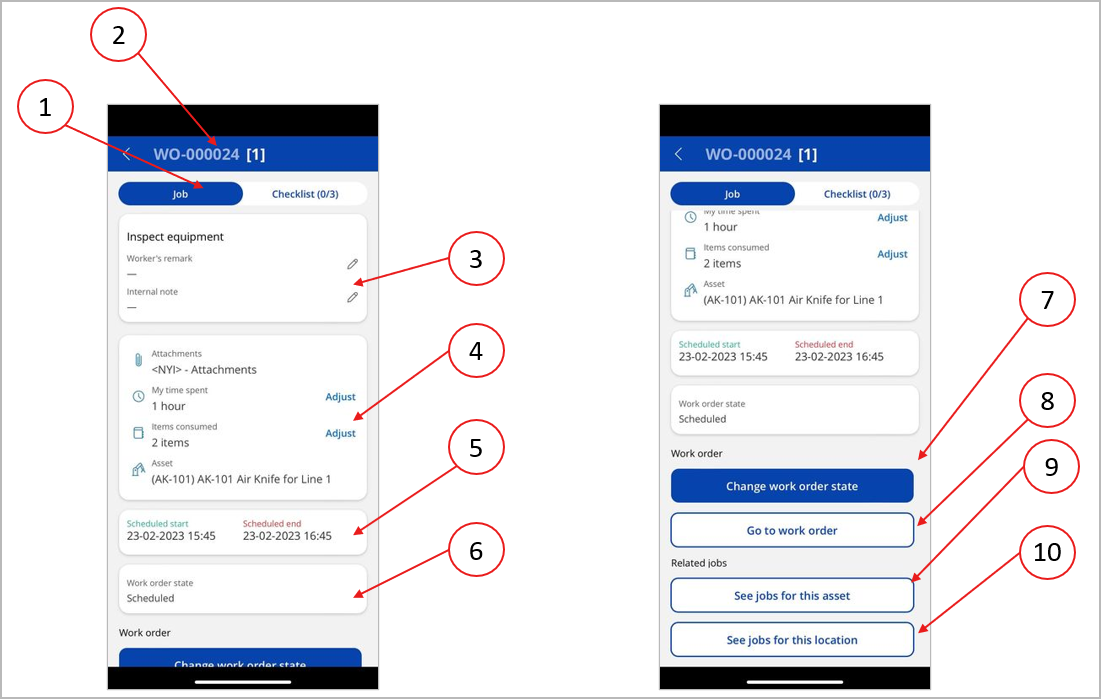 2
1
WO-000024 [1]
Job
Checklist (0/3)
Inspect equipment
Worker's remark
—
Internal note
—
3
Attachments
<NYI> - Attachments
My time spent
1 hour
Adjust
Items consumed
2 items
Adjust
Asset
(AK-101) AK-101 Air Knife for Line 1
4
Scheduled start
23-02-2023 15:45
Scheduled end
23-02-2023 16:45
5
Work order state
Scheduled
6
Work order
Change work order state
WO-000024 [1]
Job
Checklist (0/3)
My time spent
1 hour
Adjust
Items consumed
2 items
Adjust
Asset
(AK-101) AK-101 Air Knife for Line 1
Scheduled start
23-02-2023 15:45
Scheduled end
23-02-2023 16:45
Work order state
Scheduled
Work order
Change work order state
Go to work order
Related jobs
See jobs for this asset
See jobs for this location
7
8
9
10